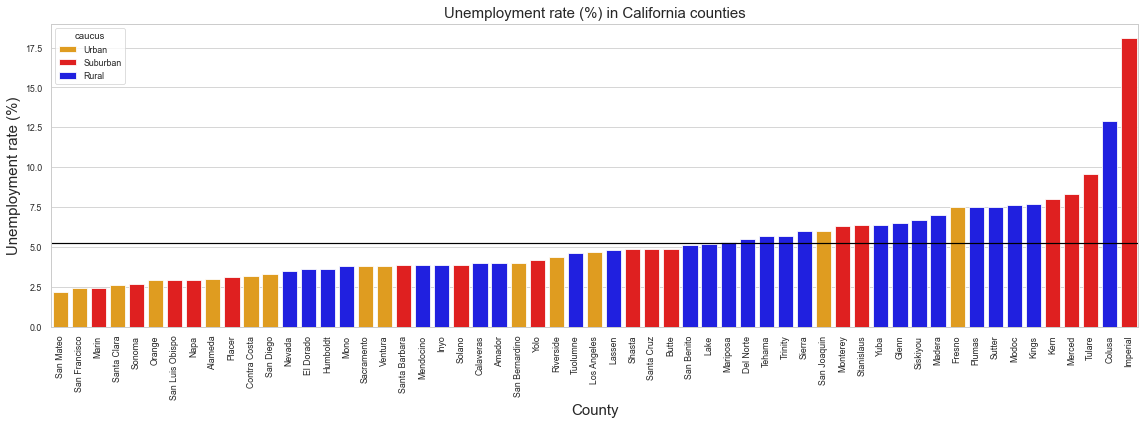 Unemployment rate (%) in California counties
caucus
Urban
Suburban
Rural
Unemployment rate (%)
17.5
15.0
12.5
10.0
7.5
5.0
2.5
0.0
San Mateo
San Francisco
Marin
Santa Clara
Sonoma
Orange
San Luis Obispo
Napa
Alameda
Placer
Contra Costa
San Diego
Nevada
El Dorado
Humboldt
Mono
Sacramento
Ventura
Santa Barbara
Mendocino
Inyo
Solano
Calaveras
Amador
San Bernardino
Yolo
Riverside
Tuolumne
Los Angeles
Lassen
Shasta
Santa Cruz
Butte
San Benito
Lake
Mariposa
Del Norte
Tehama
Trinity
Sierra
San Joaquin
Monterey
Stanislaus
Yuba
Glenn
Siskiyou
Madera
Fresno
Plumas
Sutter
Modoc
Kings
Kern
Merced
Tulare
Colusa
Imperial
County